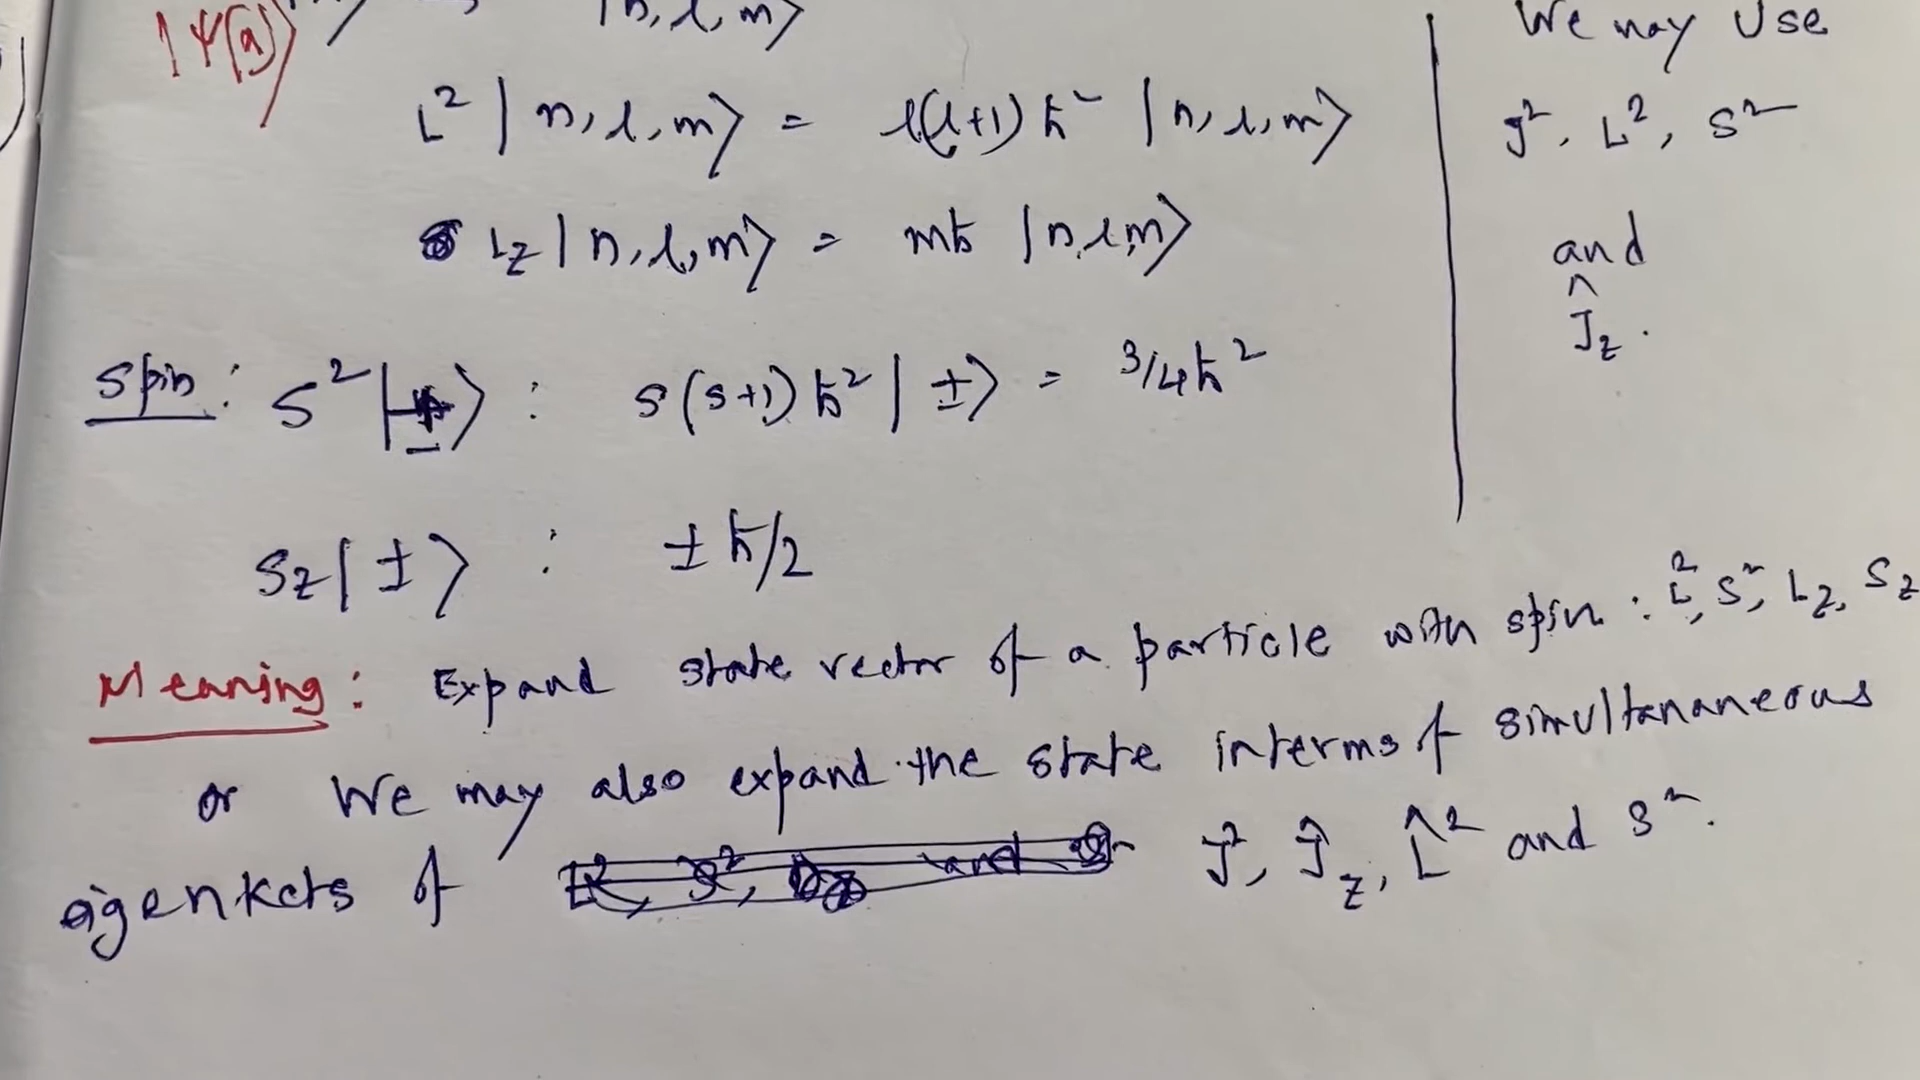 |Ψ(a)⟩
|n, l, m⟩
L² | n, l, m⟩ = l(l+1) ħ² | n, l, m⟩
L_z | n, l, m⟩ = mħ | n l, m⟩
We may use
J², L², S²
and
Ĵ_z.
Spin: S² |±⟩ : s(s+1) ħ² | ±⟩ = 3/4 ħ²
S_z | ±⟩ : ± ħ/2
Meaning: Expand state vector of a particle with spin : L², S², L_z, S_z
or We may also expand the state interms of simultananeous
eigenkets of J², Ĵ_z, L̂² and S².